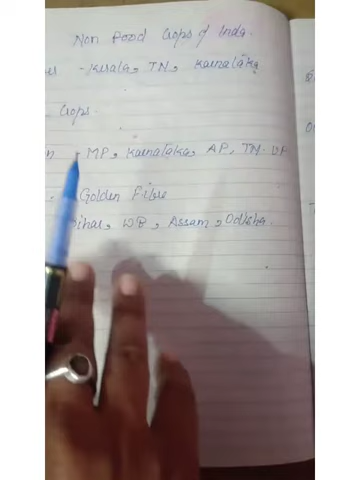 Non Food Crops of India.
- Kerala, TN, Karnataka
Crops.
- MP, Karnataka, AP, TN. UP
Golden Fibre
Bihar, WB, Assam, Odisha.